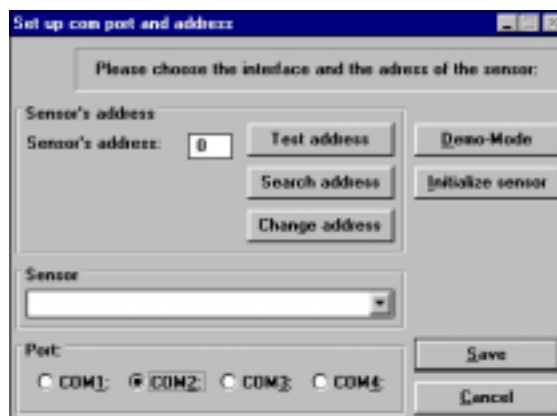 Set up com port and address
Please choose the interface and the adress of the sensor:
Sensor's address
Sensor's address: 0
Test address
Demo-Mode
Search address
Initialize sensor
Change address
Sensor
Port:
COM1: COM2: COM3: COM4:
Save
Cancel